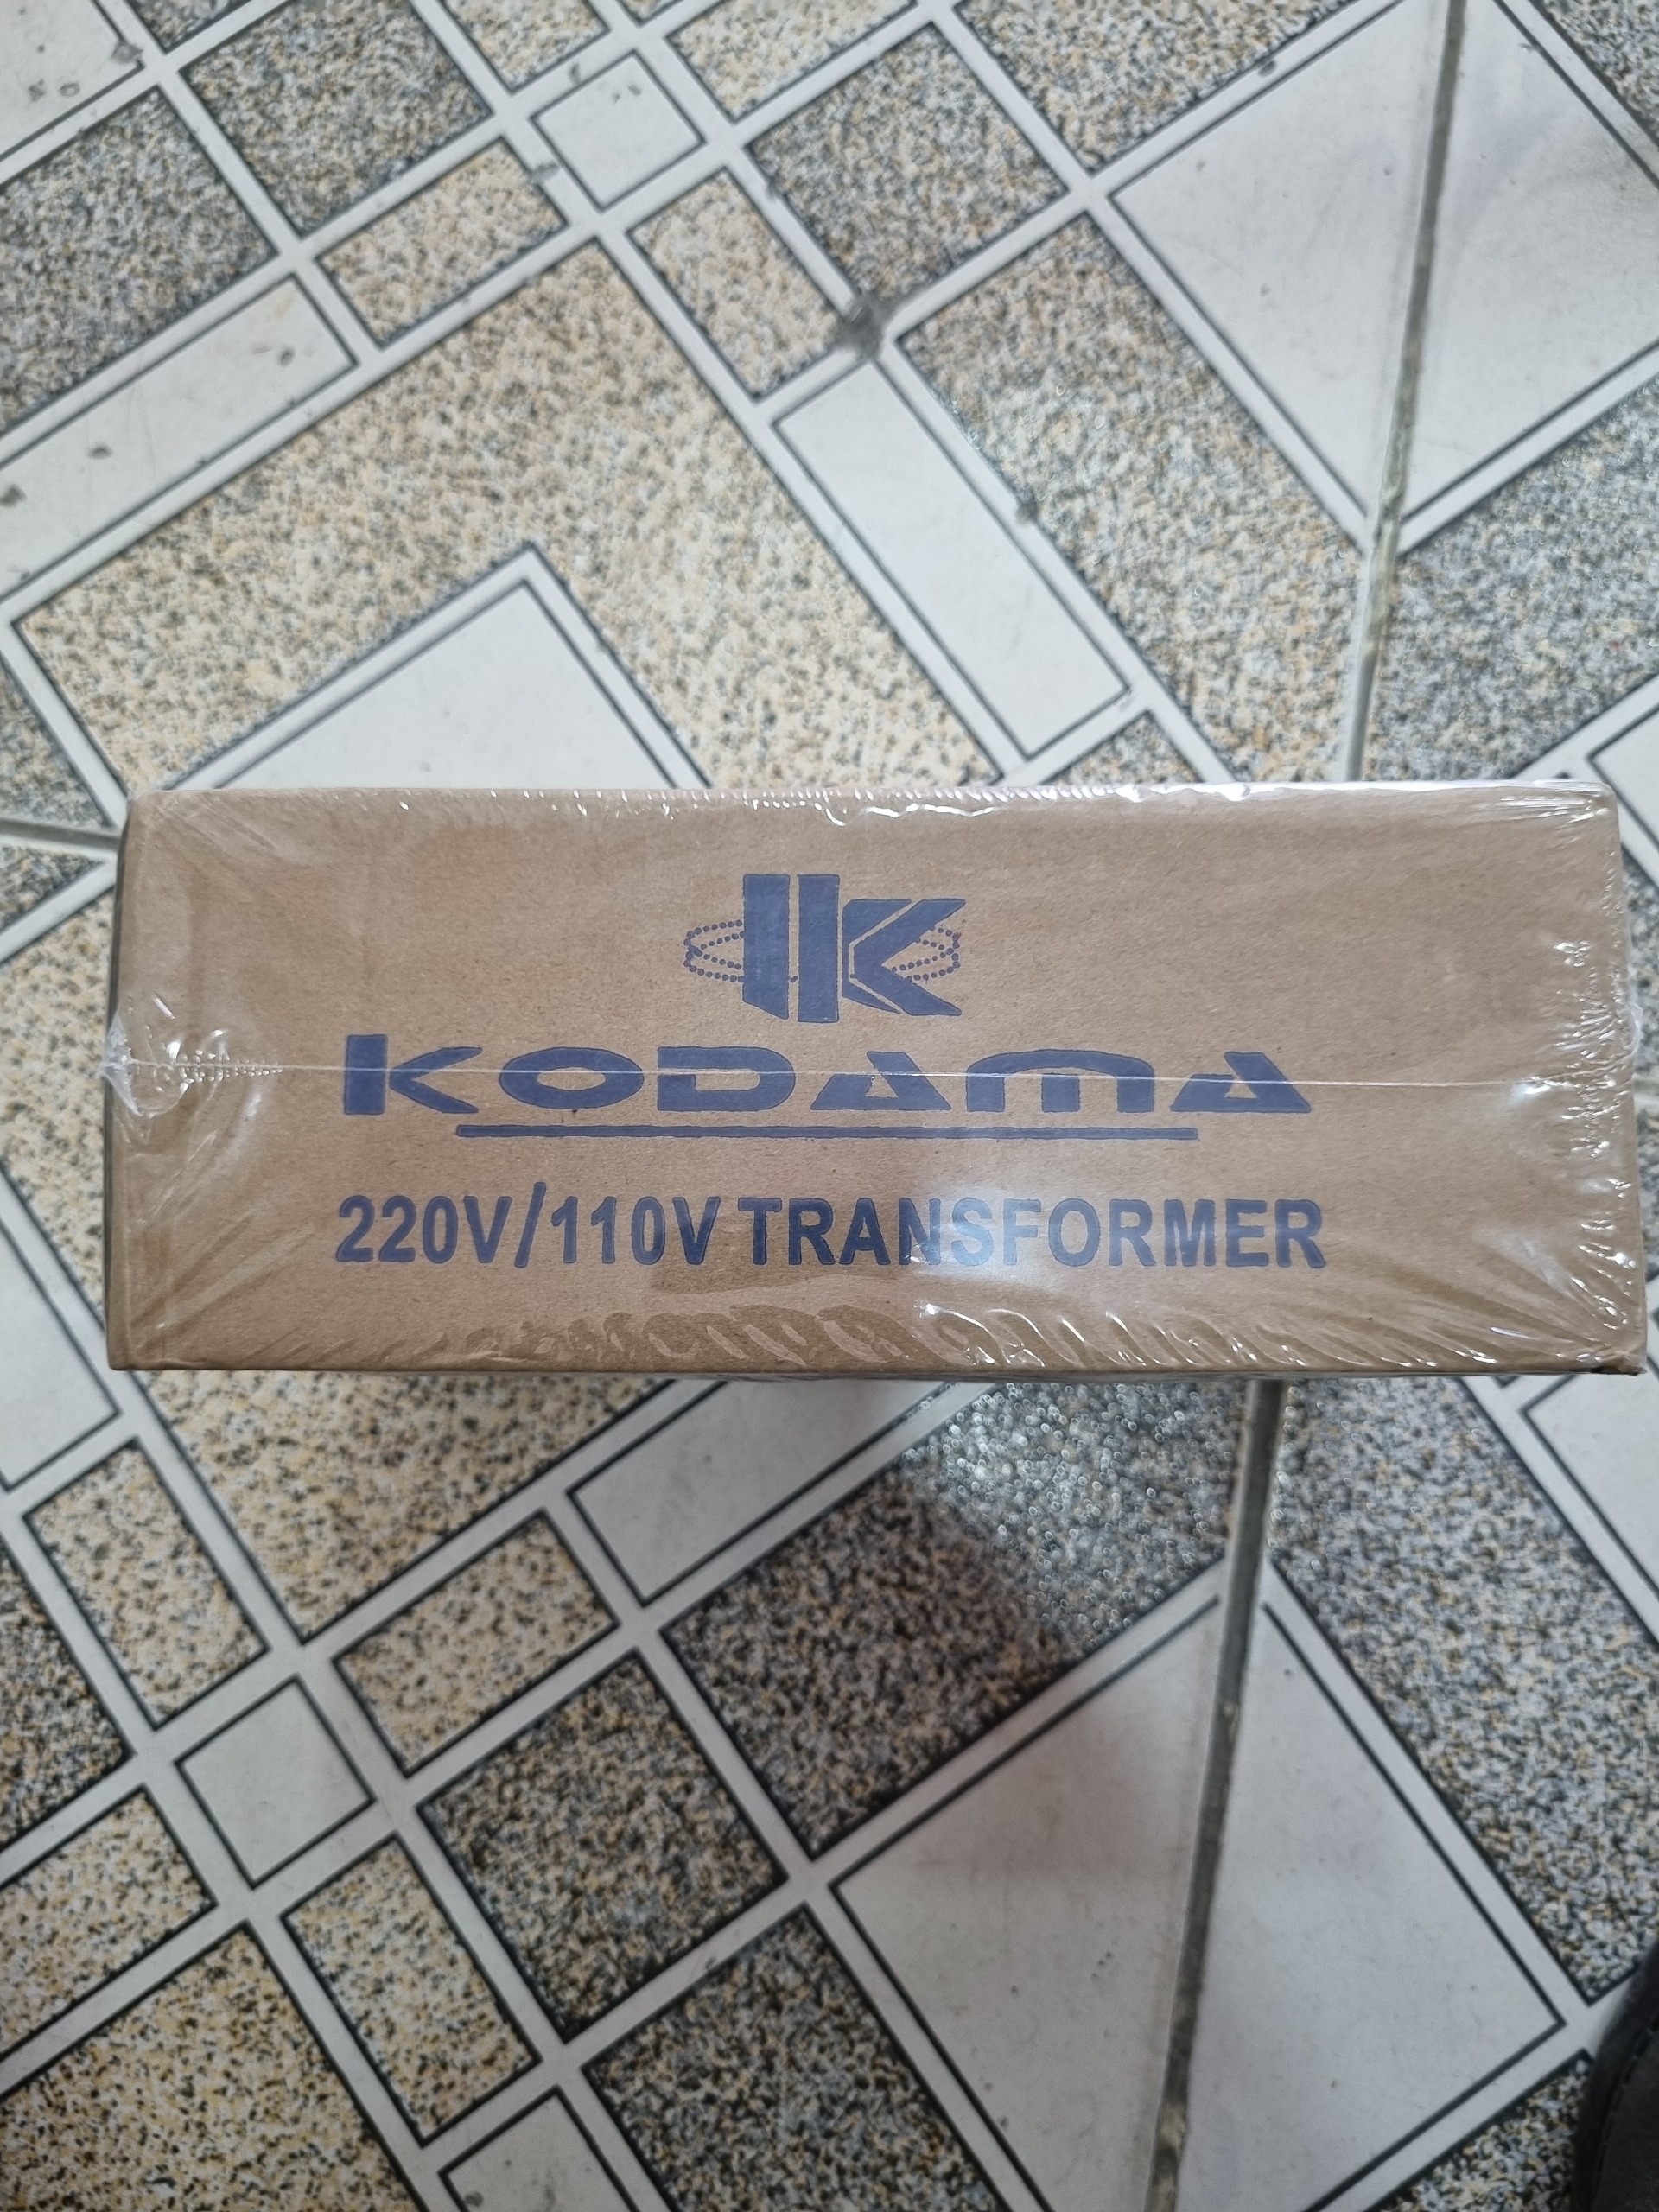 KODAMA
220V/110V TRANSFORMER